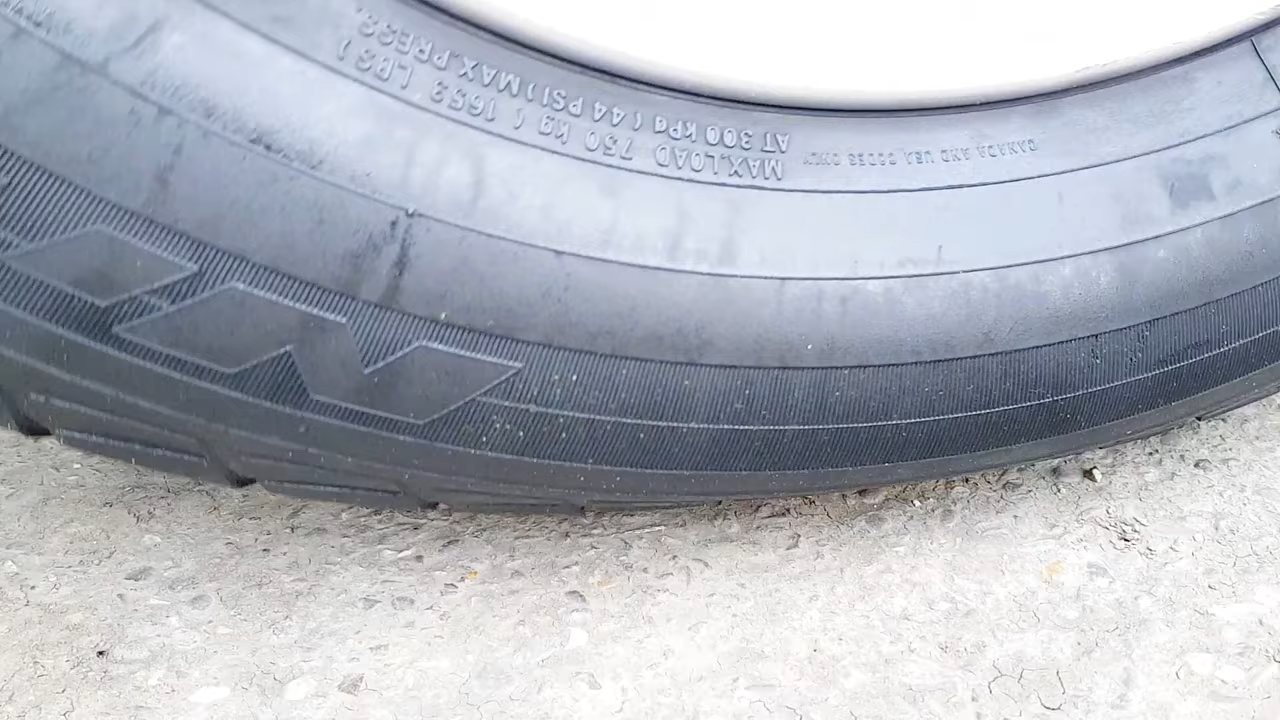 MAX.LOAD 750 kg ( 1653 LBS )
AT 300 kPa ( 44 PSI ) MAX.PRESS.
CANADA AND USA CODES ONLY